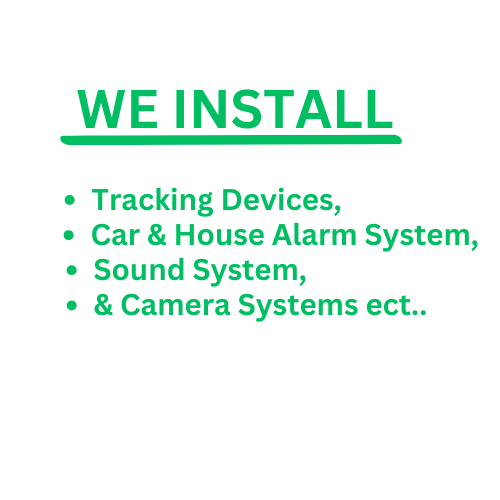 WE INSTALL
• Tracking Devices,
• Car & House Alarm System,
• Sound System,
• & Camera Systems ect..